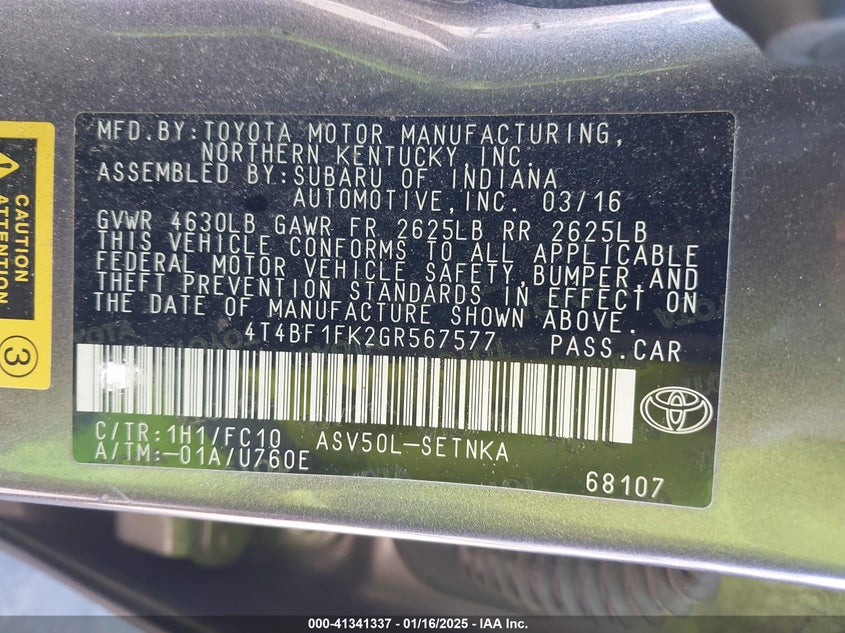 MFD.BY:TOYOTA MOTOR MANUFACTURING,
NORTHERN KENTUCKY,INC.
ASSEMBLED BY:SUBARU OF INDIANA
AUTOMOTIVE,INC. 03/16
GVWR 4630LB GAWR FR 2625LB RR 2625LB
THIS VEHICLE CONFORMS TO ALL APPLICABLE
FEDERAL MOTOR VEHICLE SAFETY,BUMPER,AND
THEFT PREVENTION STANDARDS IN EFFECT ON
THE DATE OF MANUFACTURE SHOWN ABOVE.
4T4BF1FK2GR567577 PASS.CAR
C/TR:1H1/FC10 ASV50L-SETNKA
A/TM:-01A/U760E
68107
ATTENTION
CAUTION
3
000-41341337 - 01/16/2025 - IAA Inc.